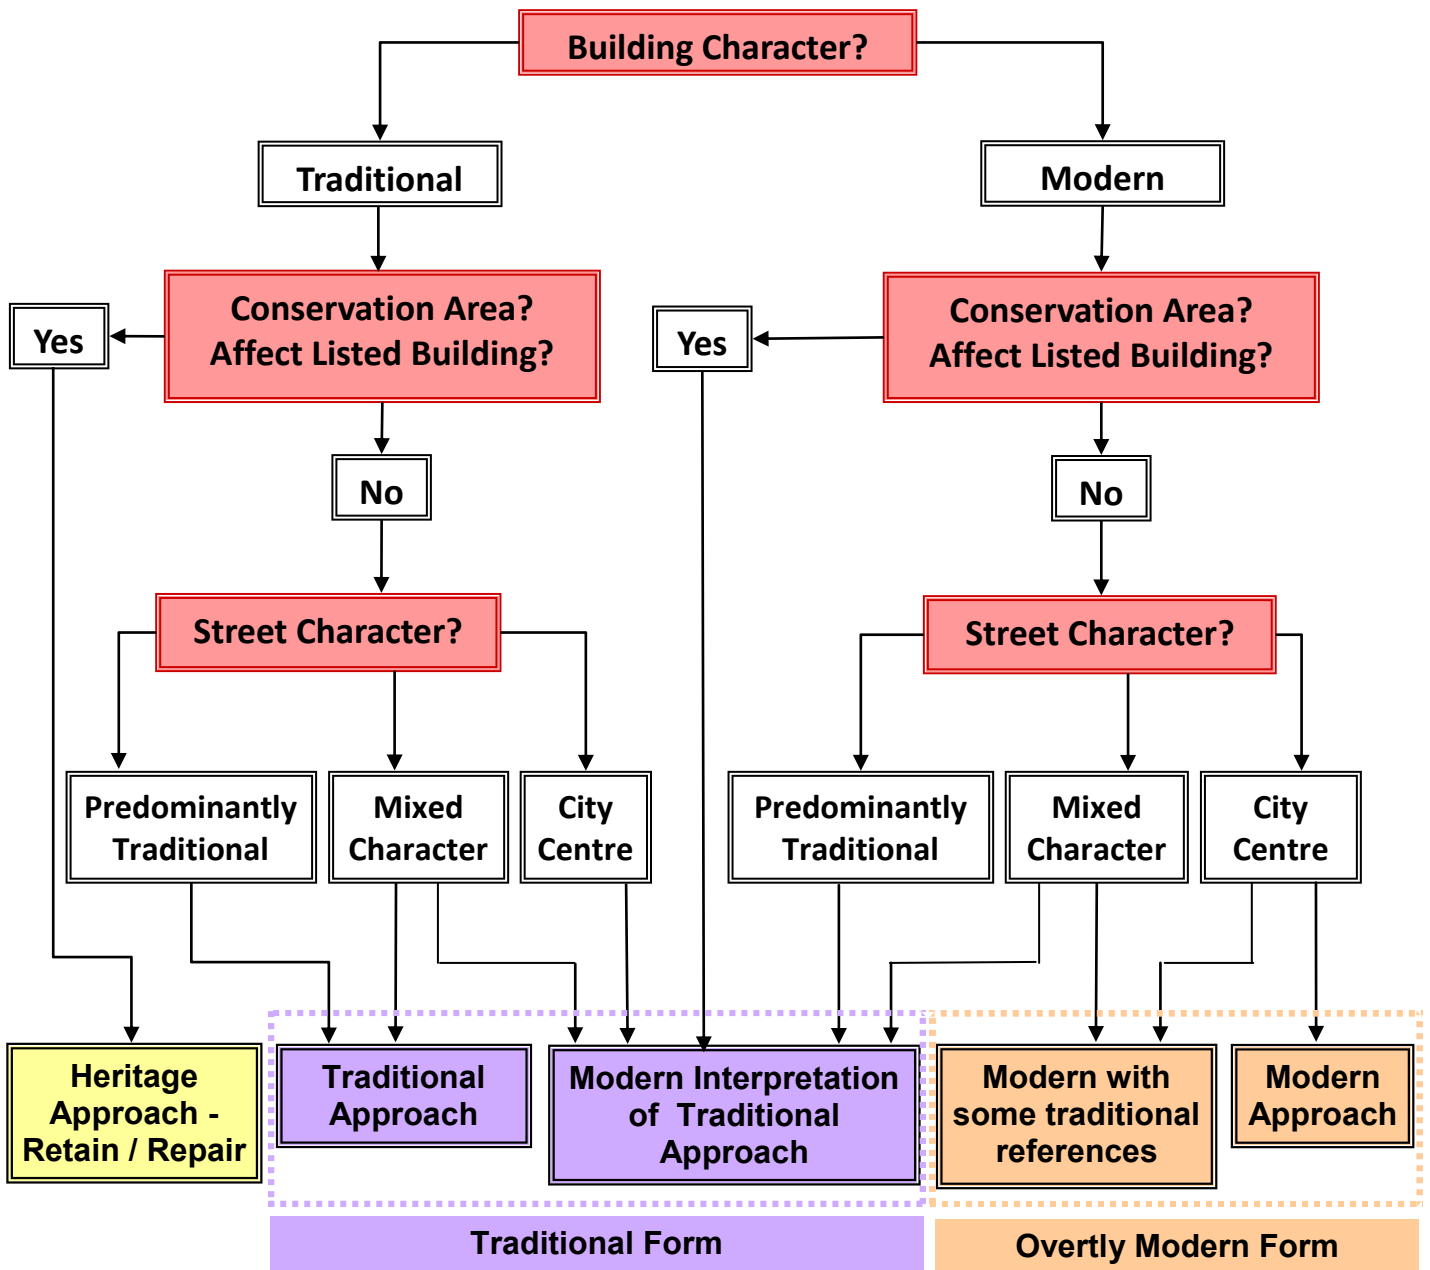 Building Character?
Traditional
Modern
Conservation Area?
Affect Listed Building?
Yes
Conservation Area?
Affect Listed Building?
Yes
No
No
Street Character?
Street Character?
Predominantly
Traditional
Mixed
Character
City
Centre
Predominantly
Traditional
Mixed
Character
City
Centre
Heritage
Approach -
Retain / Repair
Traditional
Approach
Modern Interpretation
of Traditional
Approach
Modern with
some traditional
references
Modern
Approach
Traditional Form
Overtly Modern Form